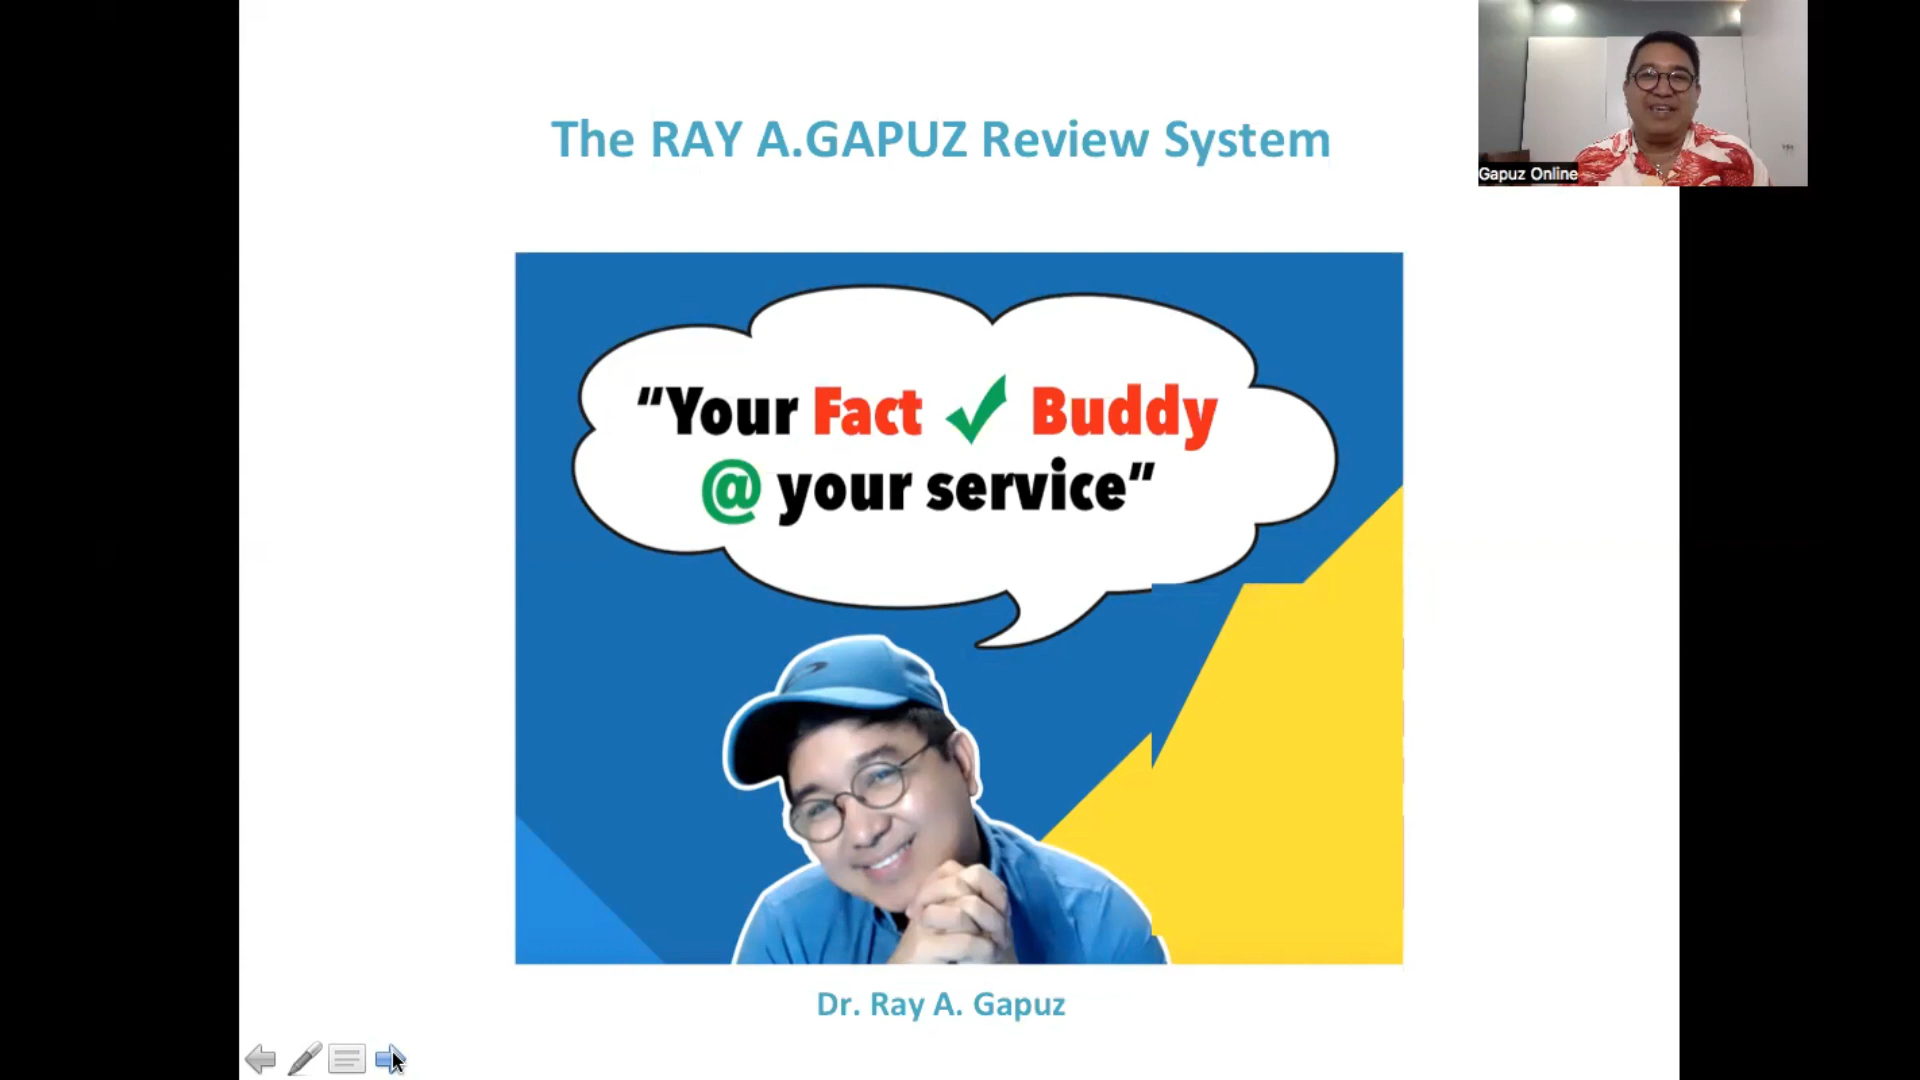 The RAY A.GAPUZ Review System
Gapuz Online
“Your Fact ✓ Buddy
@ your service”
Dr. Ray A. Gapuz